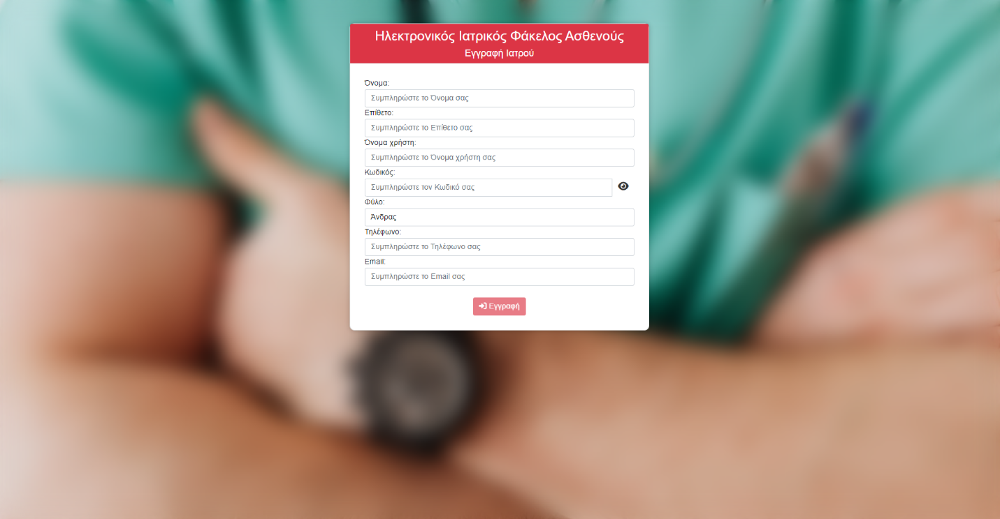 Ηλεκτρονικός Ιατρικός Φάκελος Ασθενούς
Εγγραφή Ιατρού
Όνομα:
Συμπληρώστε το Όνομα σας
Επίθετο:
Συμπληρώστε το Επίθετο σας
Όνομα χρήστη:
Συμπληρώστε το Όνομα χρήστη σας
Κωδικός:
Συμπληρώστε τον Κωδικό σας
Φύλο:
Άνδρας
Τηλέφωνο:
Συμπληρώστε το Τηλέφωνο σας
Email:
Συμπληρώστε το Email σας
Εγγραφή